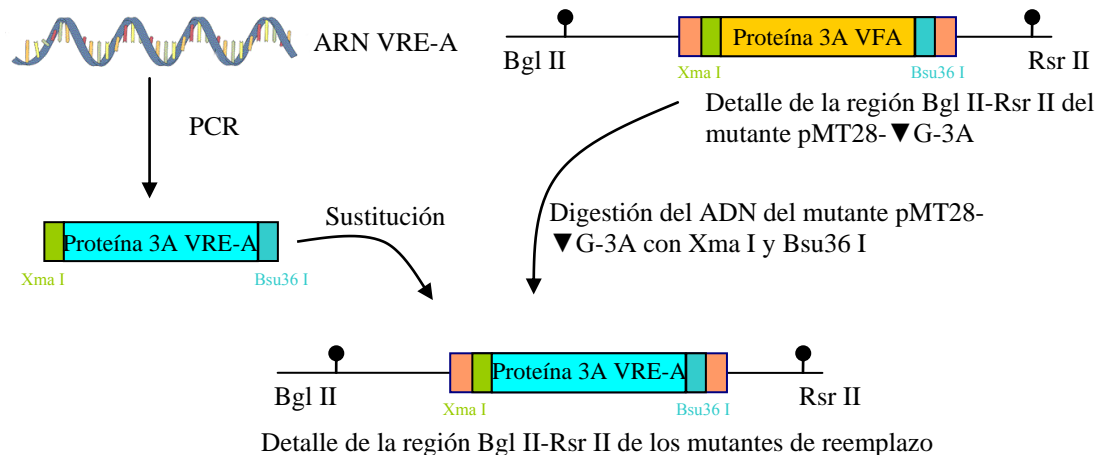 ARN VRE-A
PCR
Proteína 3A VFA
Bgl II
Rsr II
Xma I
Bsu36 I
Detalle de la región Bgl II-Rsr II del
mutante pMT28-▼G-3A
Proteína 3A VRE-A
Xma I
Bsu36 I
Sustitución
Digestión del ADN del mutante pMT28-
▼G-3A con Xma I y Bsu36 I
Proteína 3A VRE-A
Bgl II
Rsr II
Xma I
Bsu36 I
Detalle de la región Bgl II-Rsr II de los mutantes de reemplazo